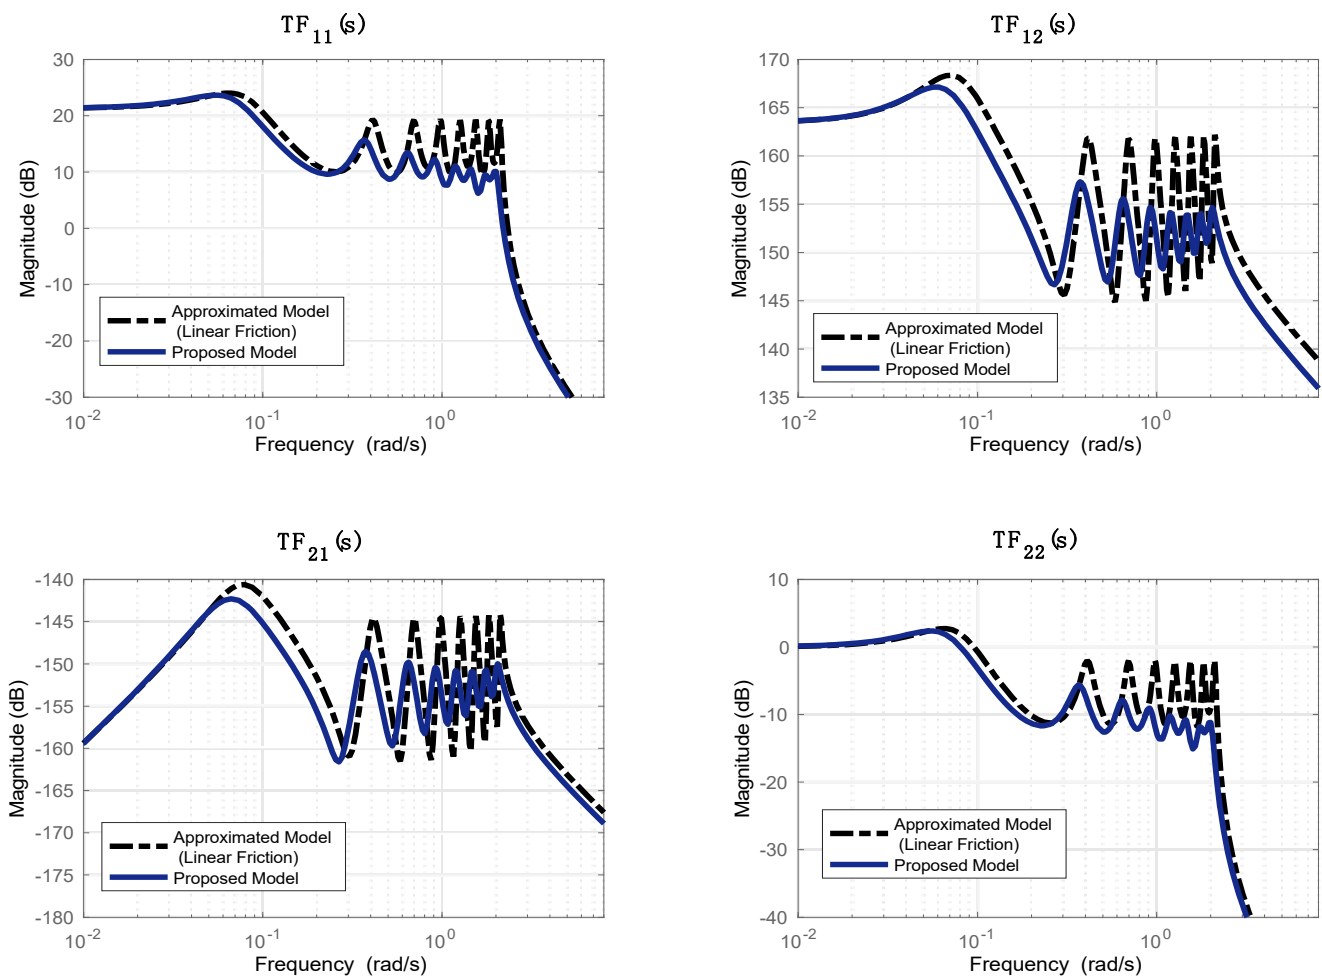 TF11(s)
30
20
10
0
-10
-20
-30
Magnitude (dB)
Approximated Model
(Linear Friction)
Proposed Model
10-2
10-1
100
Frequency (rad/s)
TF12(s)
170
165
160
155
150
145
140
135
Magnitude (dB)
Approximated Model
(Linear Friction)
Proposed Model
10-2
10-1
100
Frequency (rad/s)
TF21(s)
-140
-145
-150
-155
-160
-165
-170
-175
-180
Magnitude (dB)
Approximated Model
(Linear Friction)
Proposed Model
10-2
10-1
100
Frequency (rad/s)
TF22(s)
10
0
-10
-20
-30
-40
Magnitude (dB)
Approximated Model
(Linear Friction)
Proposed Model
10-2
10-1
100
Frequency (rad/s)